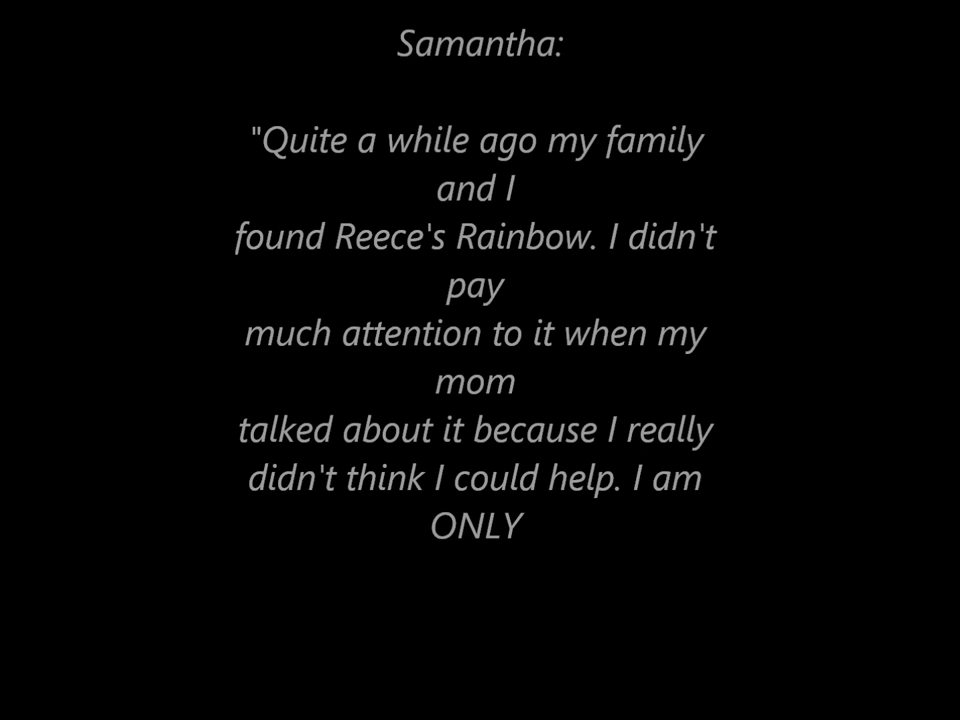 Samantha:
"Quite a while ago my family
and I
found Reece's Rainbow. I didn't
pay
much attention to it when my
mom
talked about it because I really
didn't think I could help. I am
ONLY